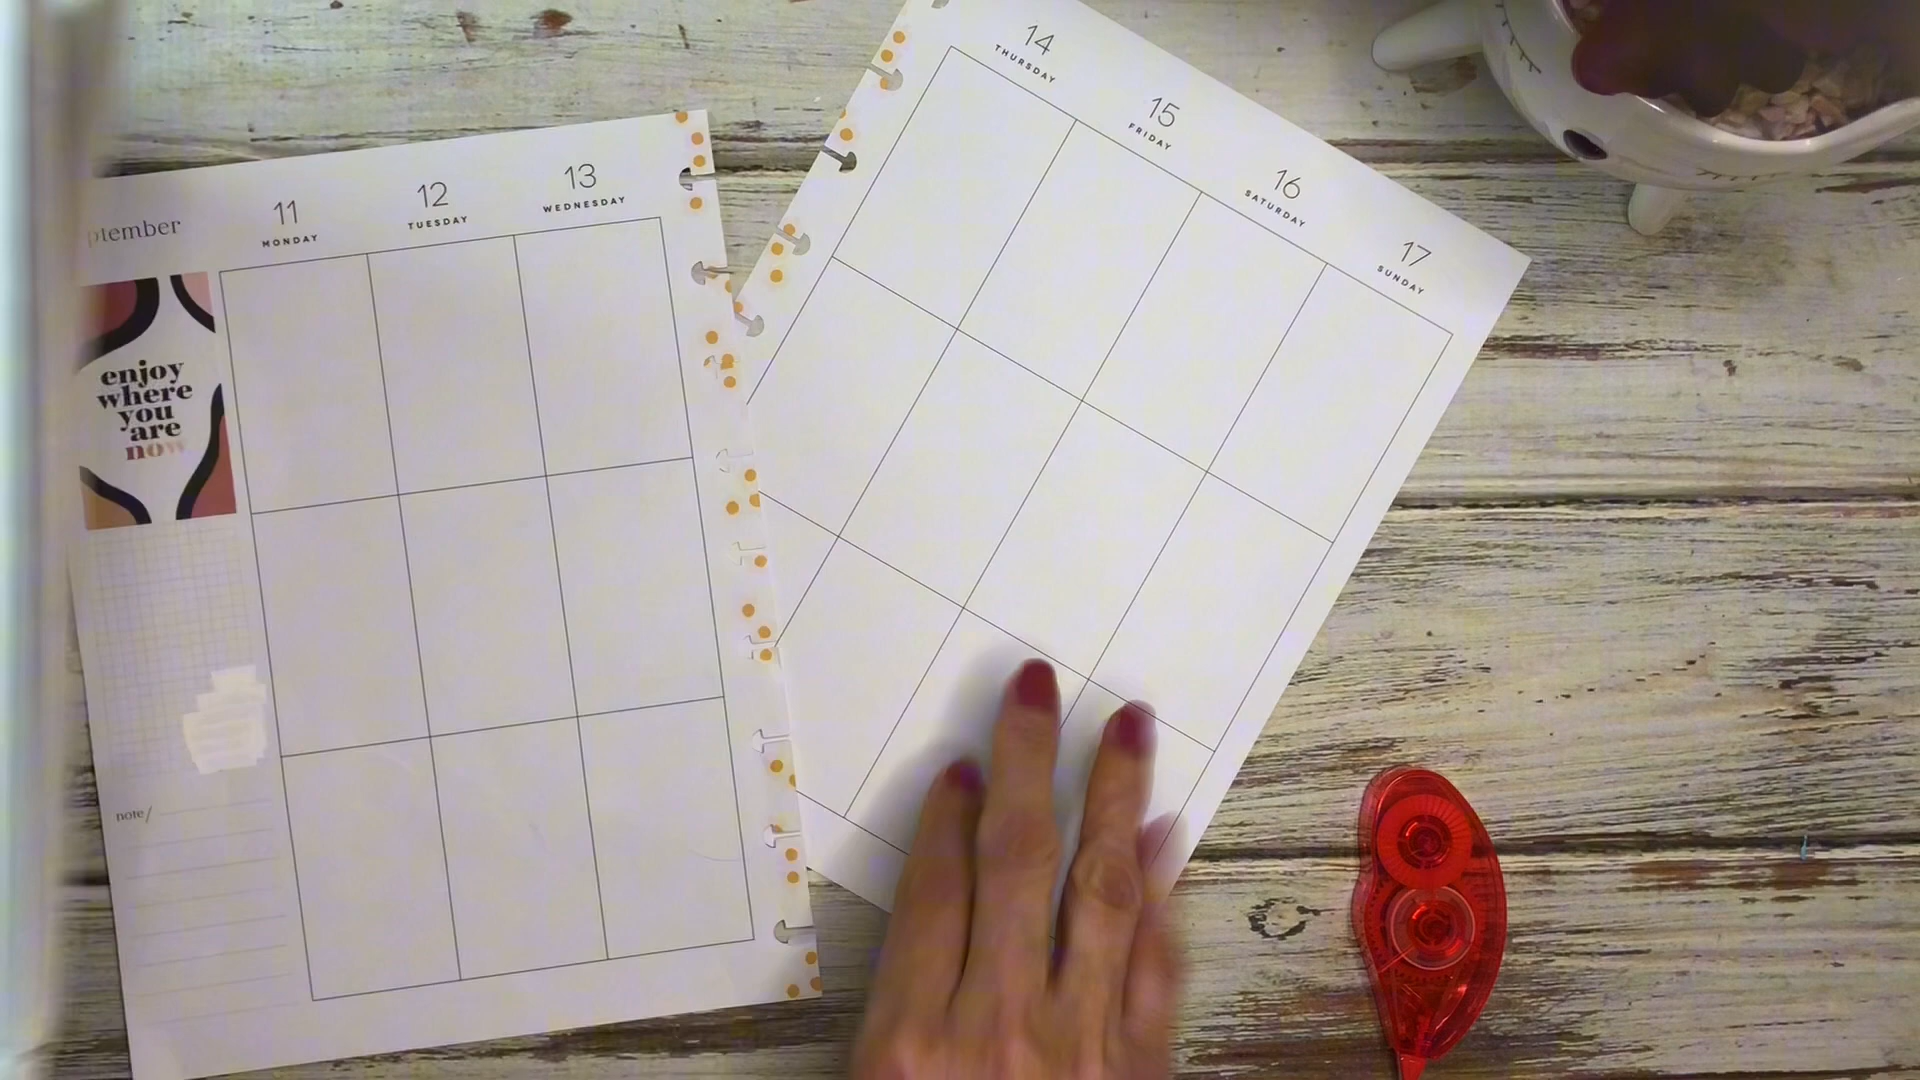 ptember
11
MONDAY
12
TUESDAY
13
WEDNESDAY
enjoy
where
you
are
now
note/
14
THURSDAY
15
FRIDAY
16
SATURDAY
17
SUNDAY